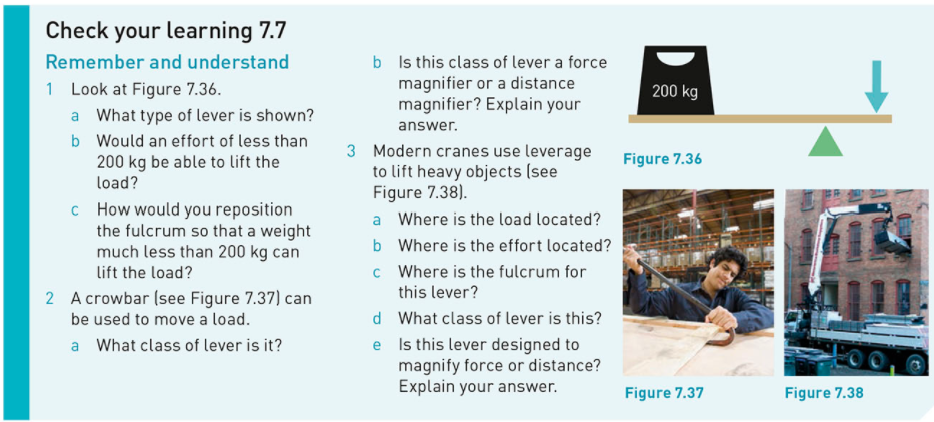 Check your learning 7.7
Remember and understand
1 Look at Figure 7.36.
a What type of lever is shown?
b Would an effort of less than
200 kg be able to lift the
load?
c How would you reposition
the fulcrum so that a weight
much less than 200 kg can
lift the load?
2 A crowbar (see Figure 7.37) can
be used to move a load.
a What class of lever is it?
b Is this class of lever a force
magnifier or a distance
magnifier? Explain your
answer.
3 Modern cranes use leverage
to lift heavy objects (see
Figure 7.38).
a Where is the load located?
b Where is the effort located?
c Where is the fulcrum for
this lever?
d What class of lever is this?
e Is this lever designed to
magnify force or distance?
Explain your answer.
200 kg
Figure 7.36
Figure 7.37
Figure 7.38